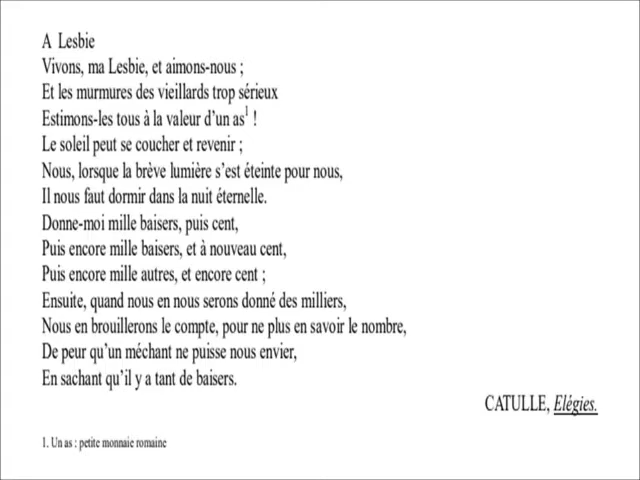 A Lesbie
Vivons, ma Lesbie, et aimons-nous ;
Et les murmures des vieillards trop sérieux
Estimons-les tous à la valeur d'un as1 !
Le soleil peut se coucher et revenir ;
Nous, lorsque la brève lumière s'est éteinte pour nous,
Il nous faut dormir dans la nuit éternelle.
Donne-moi mille baisers, puis cent,
Puis encore mille baisers, et à nouveau cent,
Puis encore mille autres, et encore cent ;
Ensuite, quand nous en nous serons donné des milliers,
Nous en brouillerons le compte, pour ne plus en savoir le nombre,
De peur qu'un méchant ne puisse nous envier,
En sachant qu'il y a tant de baisers.
CATULLE, Elégies.
1. Un as : petite monnaie romaine